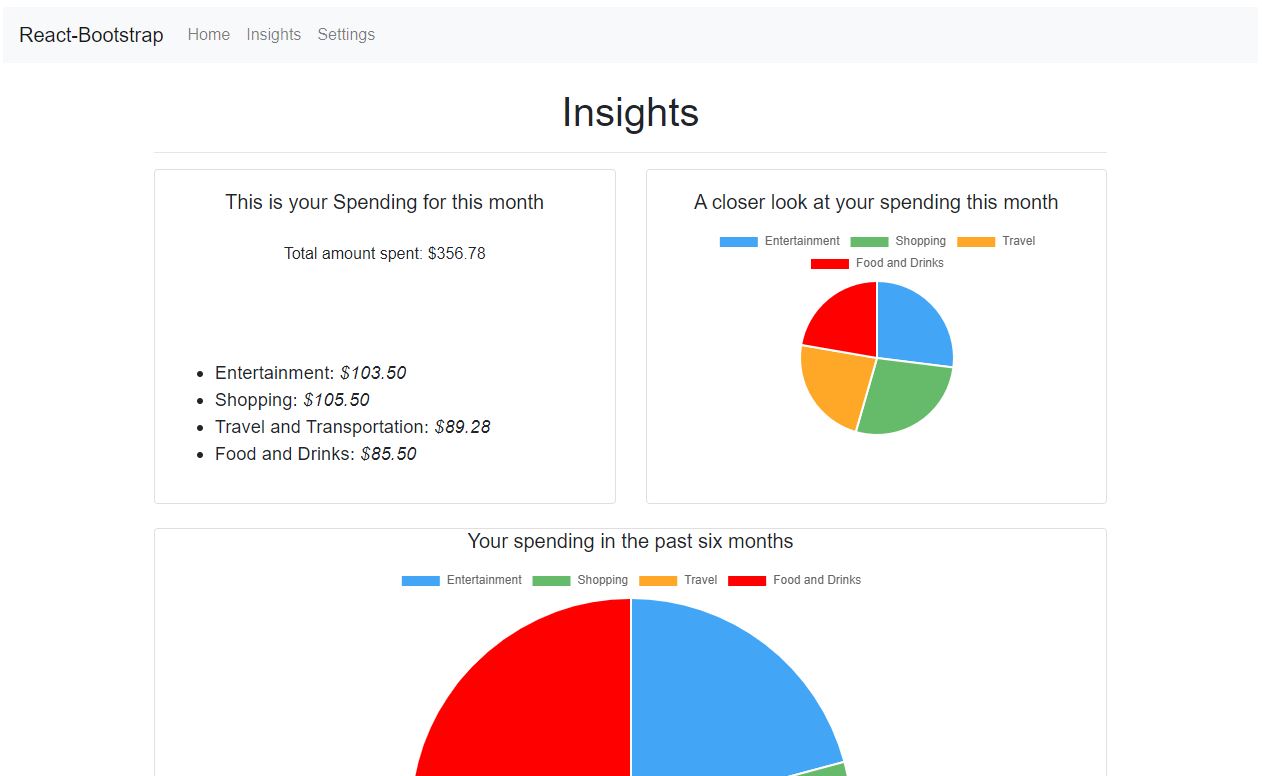 React-Bootstrap Home Insights Settings
Insights
This is your Spending for this month
Total amount spent: $356.78
Entertainment: $103.50
Shopping: $105.50
Travel and Transportation: $89.28
Food and Drinks: $85.50
A closer look at your spending this month
Entertainment Shopping Travel
Food and Drinks
Your spending in the past six months
Entertainment Shopping Travel Food and Drinks